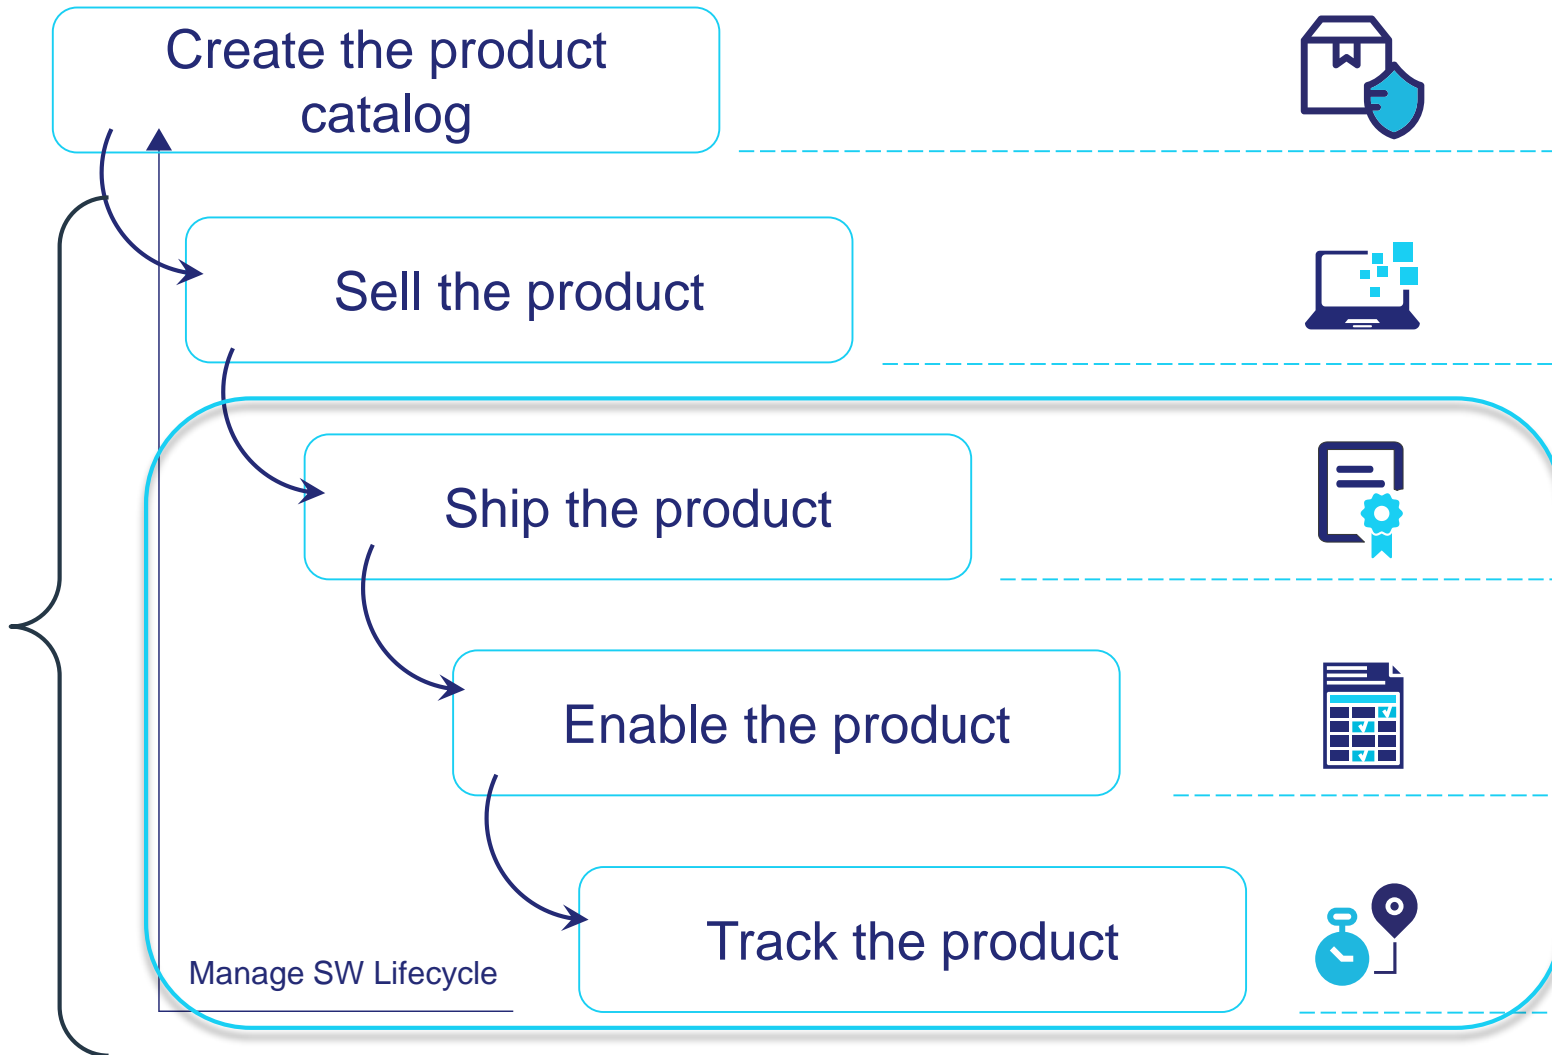 Create the product
catalog
Sell the product
Ship the product
Enable the product
Track the product
Manage SW Lifecycle